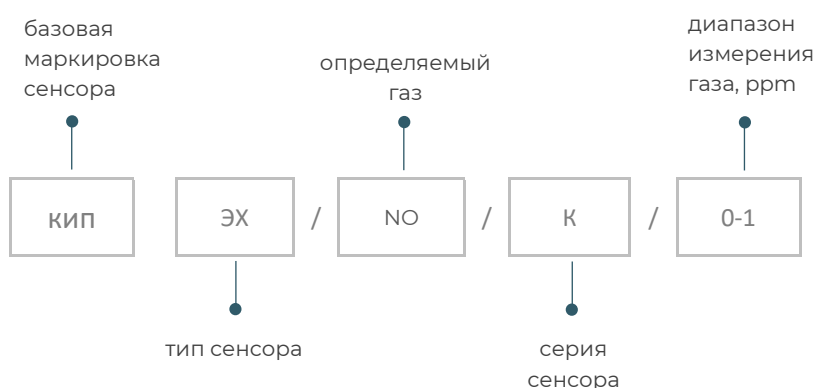 базовая
маркировка
сенсора
определяемый
газ
диапазон
измерения
газа, ppm
кип ЭХ / NO / К / 0-1
тип сенсора
серия
сенсора